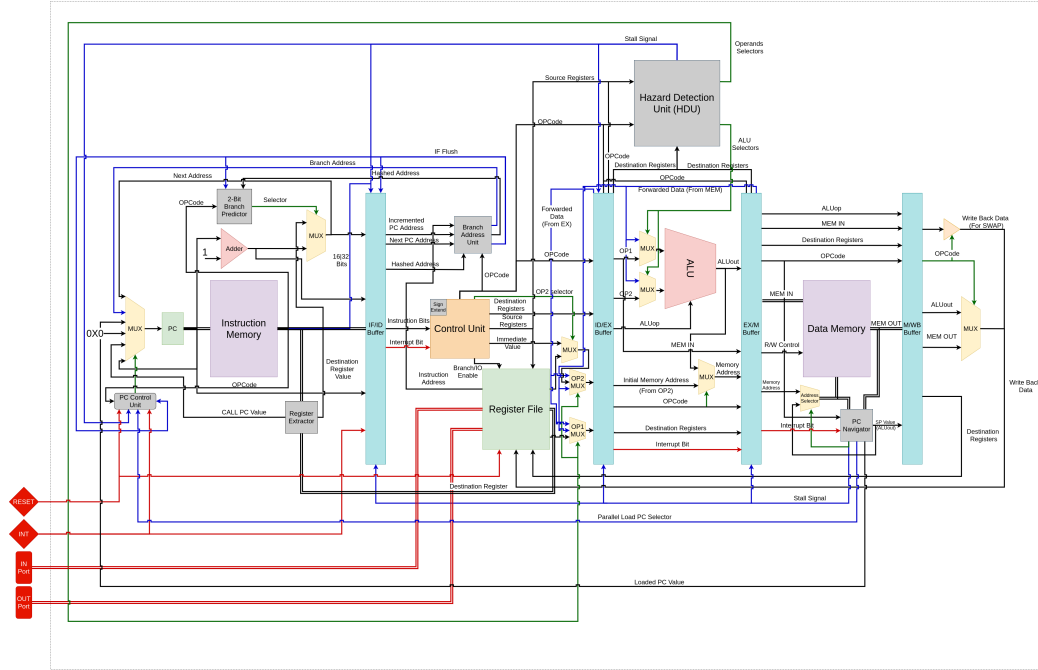 Stall Signal
Operands
Selectors
Source Registers
Hazard Detection
Unit (HDU)
OPCode
ALU
Selectors
IF Flush
OPCode
Branch Address
Destination Registers
Destination Registers
Next Address
Hashed Address
OPCode
Forwarded Data (From MEM)
OPCode
2-Bit
Branch
Predictor
Selector
Forwarded
Data
(From EX)
ALUop
MEM IN
Write Back Data
(For SWAP)
Incremented
PC Address
Next PC Address
Branch
Address
Unit
MUX
Adder
1
16(32)
Bits
Hashed Address
OPCode
OPCode
OP1
MUX
ALU
ALUout
Destination Registers
OPCode
OPCode
Instruction
Memory
OP2 selector
OP2
MUX
MEM IN
Data Memory
ALUout
Sign
Extend
Destination
Registers
Source
Registers
0X0
MUX
PC
IF/ID
Buffer
Instruction Bits
Control Unit
ID/EX
Buffer
ALUop
EX/M
Buffer
MEM OUT
M/WB
Buffer
MUX
Interrupt Bit
Immediate
Value
MUX
MEM IN
R/W Control
MEM OUT
Destination
Register
Value
Branch/IO
Enable
Instruction
Address
OP2
MUX
Initial Memory Address
(From OP2)
MUX
Memory
Address
Memory
Address
Write Back
Data
OPCode
PC Control
Unit
OPCode
Address
Selector
CALL PC Value
Register
Extractor
Register File
OP1
MUX
Destination Registers
Interrupt Bit
Interrupt Bit
PC
Navigator
SP Value
(ALUout)
Destination
Registers
Destination Register
RESET
Stall Signal
Parallel Load PC Selector
INT
IN
Port
Loaded PC Value
OUT
Port